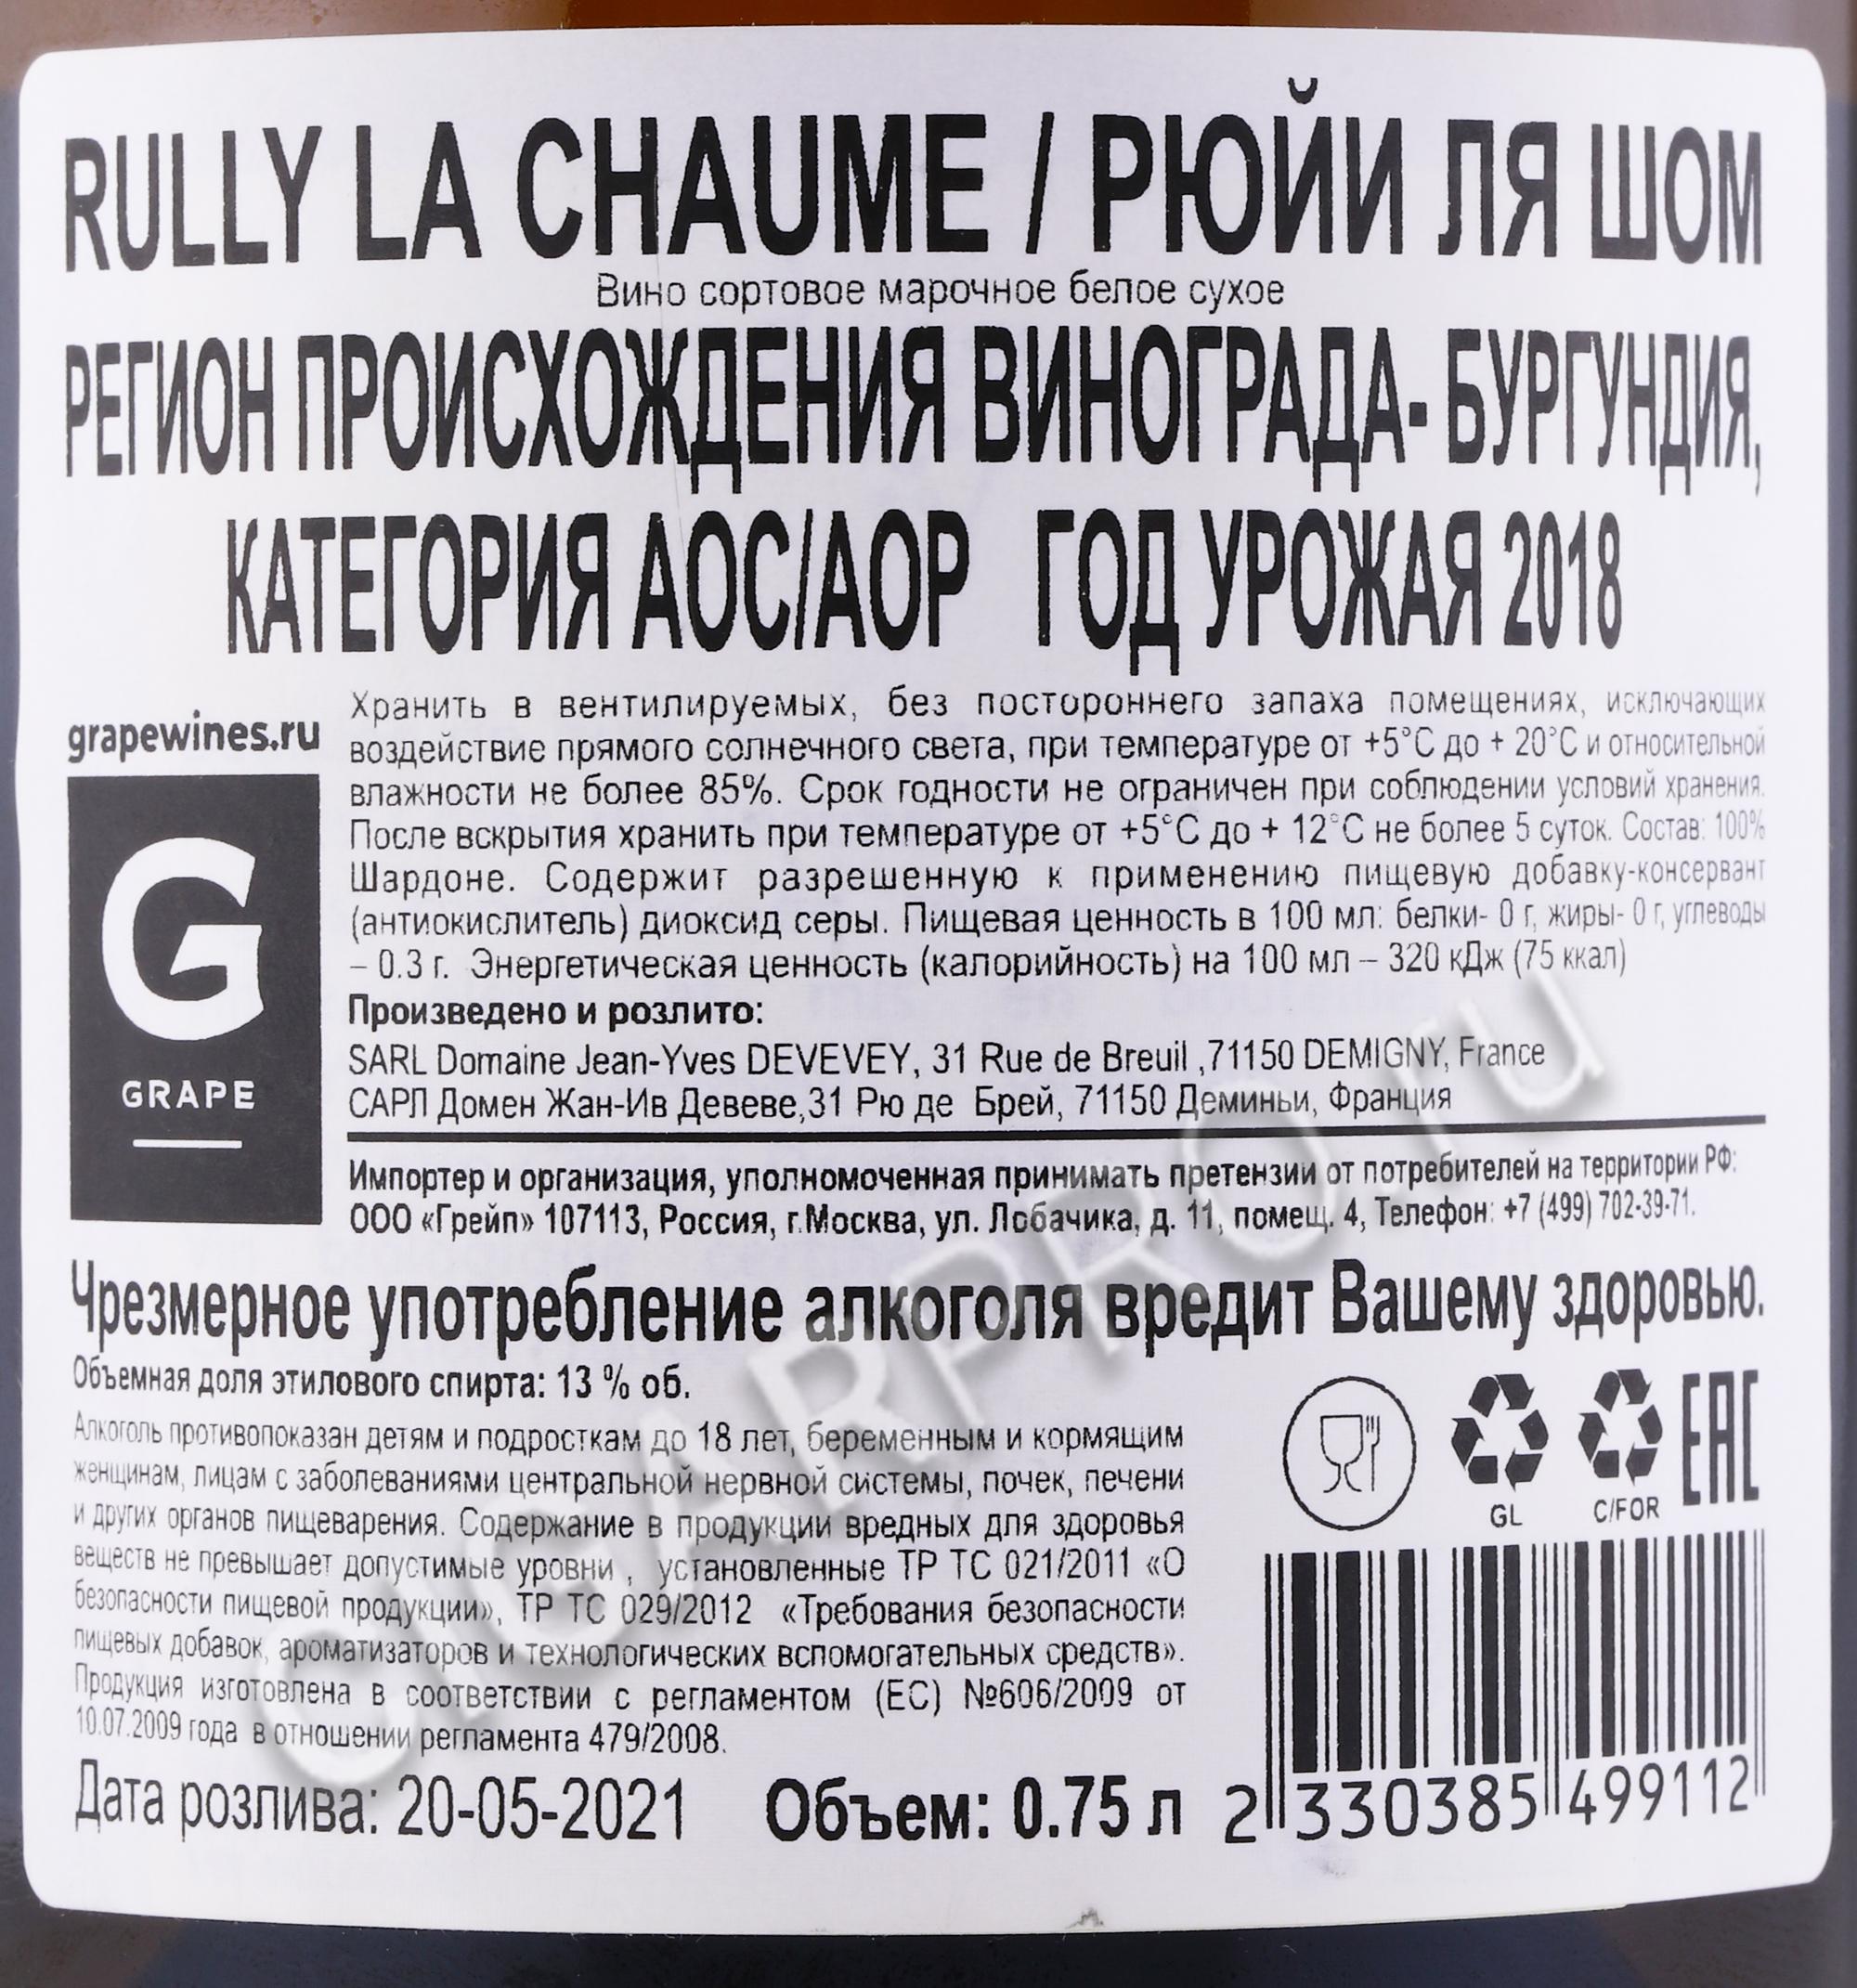 RULLY LA CHAUME / РЮЙИ ЛЯ ШОМ
Вино сортовое марочное белое сухое
РЕГИОН ПРОИСХОЖДЕНИЯ ВИНОГРАДА- БУРГУНДИЯ,
КАТЕГОРИЯ AOC/AOP ГОД УРОЖАЯ 2018
grapewines.ru
G
GRAPE
Хранить в вентилируемых, без постороннего запаха помещениях, исключающих
воздействие прямого солнечного света, при температуре от +5°С до + 20°С и относительной
влажности не более 85%. Срок годности не ограничен при соблюдении условий хранения.
После вскрытия хранить при температуре от +5°С до + 12°С не более 5 суток. Состав: 100%
Шардоне. Содержит разрешенную к применению пищевую добавку-консервант
(антиокислитель) диоксид серы. Пищевая ценность в 100 мл: белки- 0 г, жиры- 0 г, углеводы
– 0.3 г. Энергетическая ценность (калорийность) на 100 мл – 320 кДж (75 ккал)
Произведено и розлито:
SARL Domaine Jean-Yves DEVEVEY, 31 Rue de Breuil ,71150 DEMIGNY, France
САРЛ Домен Жан-Ив Девеве,31 Рю де Брей, 71150 Деминьи, Франция
Импортер и организация, уполномоченная принимать претензии от потребителей на территории РФ:
ООО «Грейп» 107113, Россия, г.Москва, ул. Лобачика, д. 11, помещ. 4, Телефон: +7 (499) 702-39-71.
Чрезмерное употребление алкоголя вредит Вашему здоровью.
Объемная доля этилового спирта: 13 % об.
Алкоголь противопоказан детям и подросткам до 18 лет, беременным и кормящим
женщинам, лицам с заболеваниями центральной нервной системы, почек, печени
и других органов пищеварения. Содержание в продукции вредных для здоровья
веществ не превышает допустимые уровни , установленные ТР ТС 021/2011 «О
безопасности пищевой продукции», ТР ТС 029/2012 «Требования безопасности
пищевых добавок, ароматизаторов и технологических вспомогательных средств».
Продукция изготовлена в соответствии с регламентом (ЕС) №606/2009 от
10.07.2009 года в отношении регламента 479/2008.
GL
C/FOR
EAC
Дата розлива: 20-05-2021 Объем: 0.75 л
2 330385 499112
CIGARPRO.ru